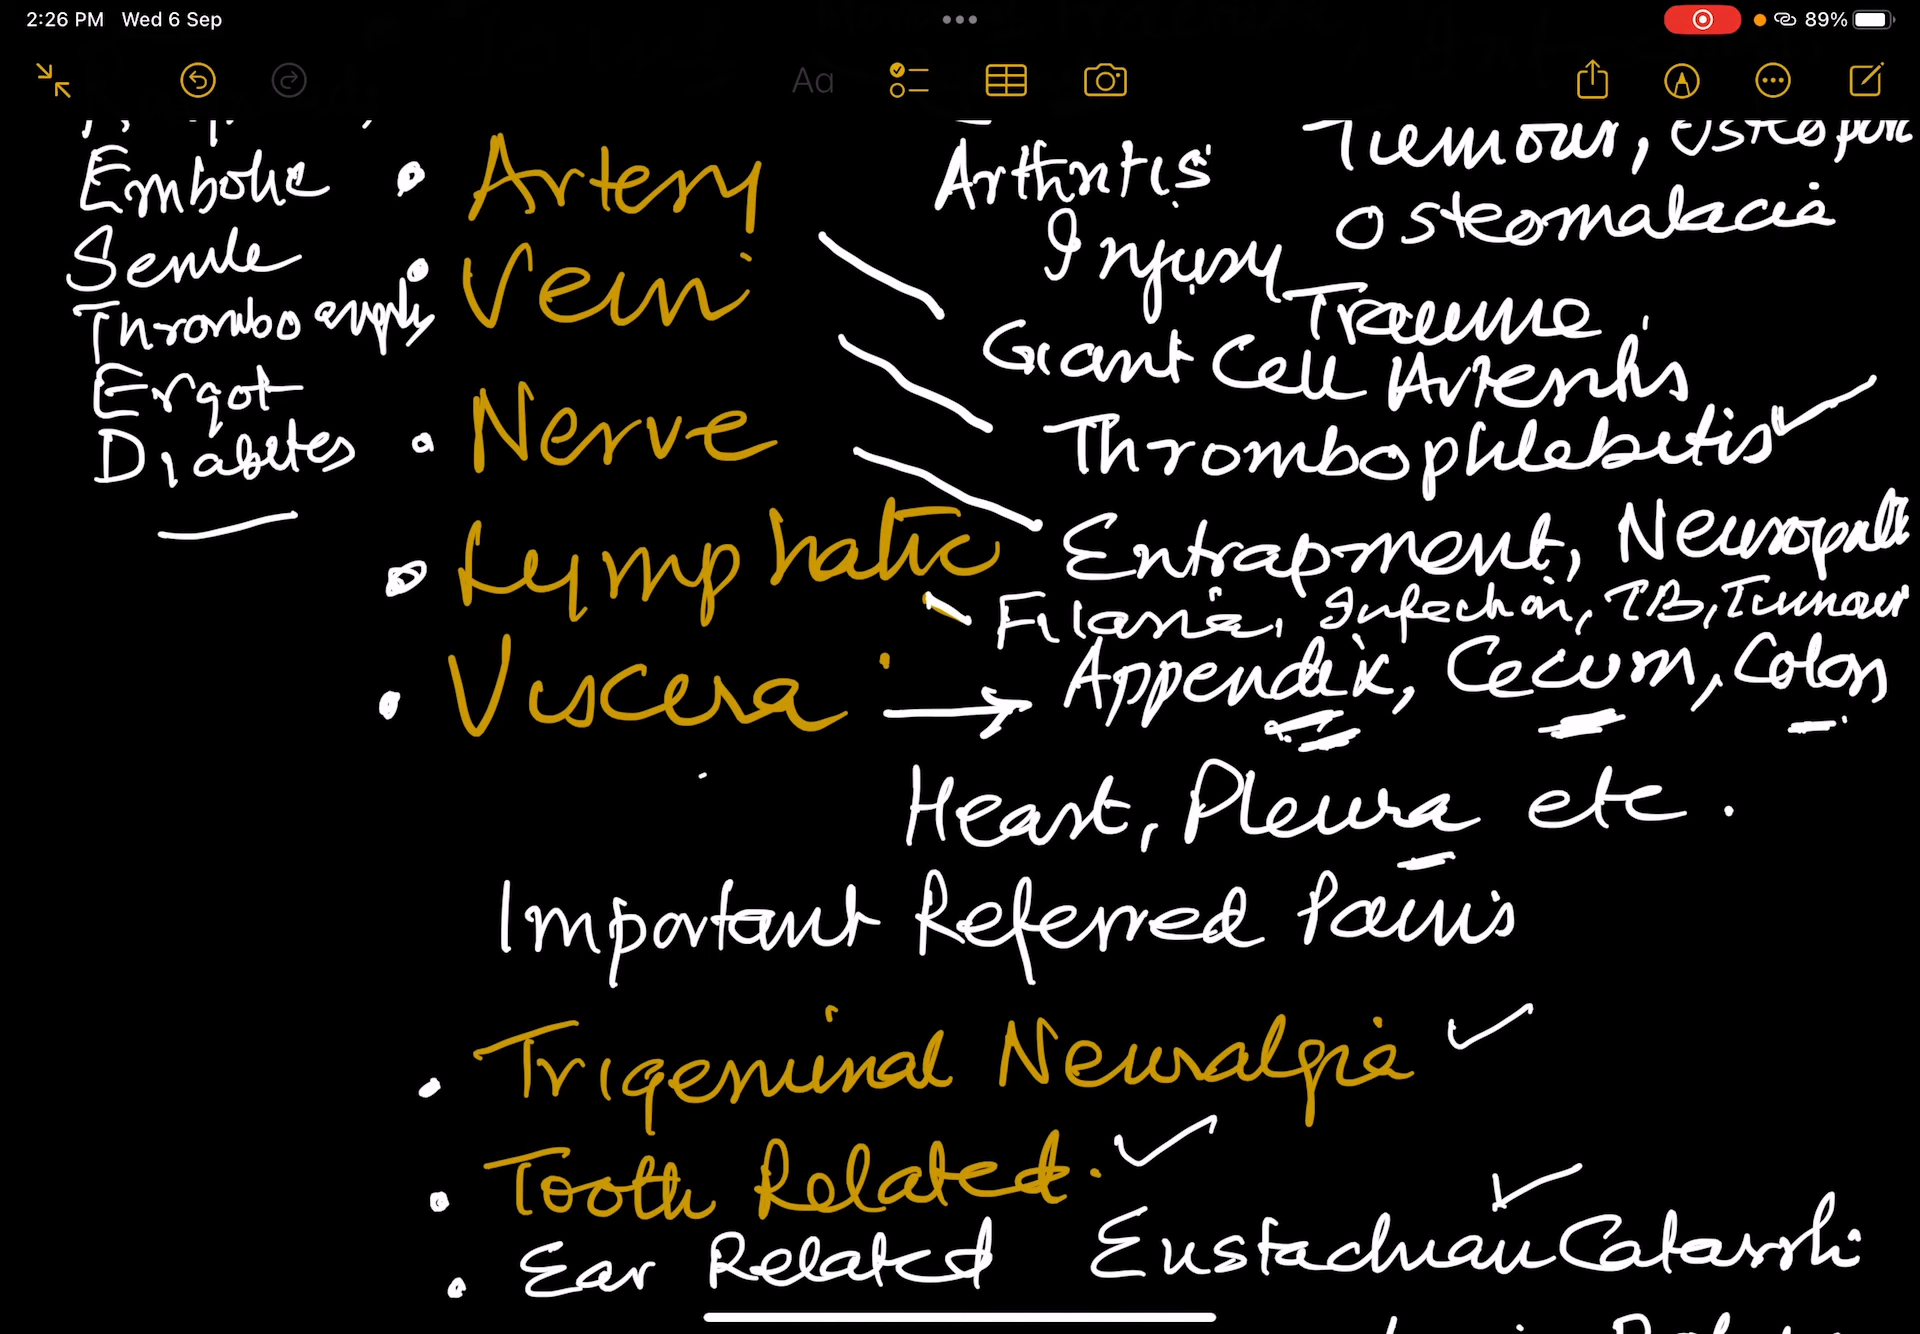 2:26 PM Wed 6 Sep
89%
Aa
Tumour,
Embolic • Artery Arthritis
Osteomalacia
Senile • Vein Injury
Thrombo Trauma
Giant Cell Arteritis
Ergot
Diabetes • Nerve Thrombophlebitis
Entrapment,
• Lymphatic
Filaria, Infection, TB, Tumour
• Viscera → Appendix, Cecum, Colon
Heart, Pleura etc.
Important Referred Pains
• Trigeminal Neuralgia
• Tooth Related.
• Ear Related Eustachian Catarrh